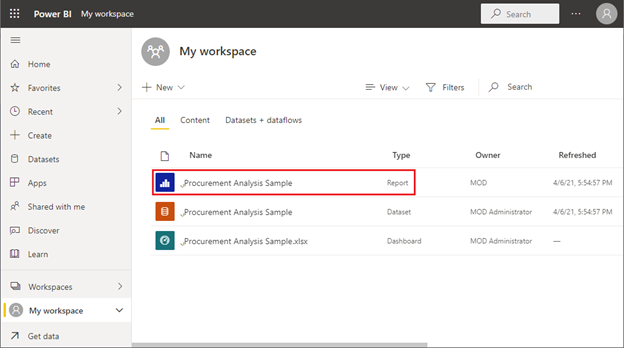 Power BI My workspace Search ...
Home
Favorites
Recent
Create
Datasets
Apps
Shared with me
Discover
Learn
Workspaces
My workspace
Get data
My workspace
New View Filters Search
All Content Datasets + dataflows
Name Type Owner Refreshed
Procurement Analysis Sample Report MOD 4/6/21, 5:54:57 PM
Procurement Analysis Sample Dataset MOD Administrator 4/6/21, 5:54:57 PM
Procurement Analysis Sample.xlsx Dashboard MOD Administrator —